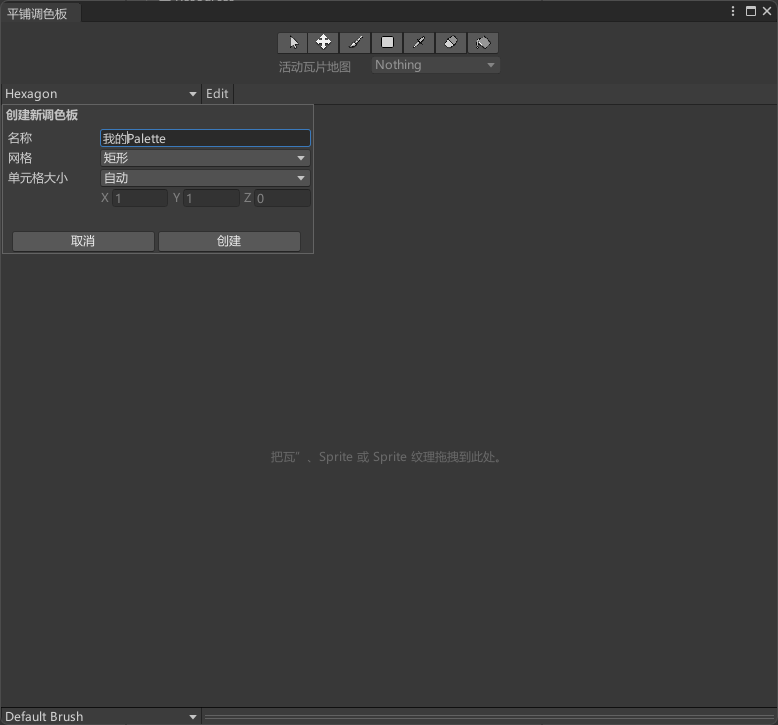 平铺调色板
活动瓦片地图 Nothing
Hexagon Edit
创建新调色板
名称 我的Palette
网格 矩形
单元格大小 自动
X 1 Y 1 Z 0
取消 创建
把瓦”。Sprite 或 Sprite 纹理拖拽到此处。
Default Brush